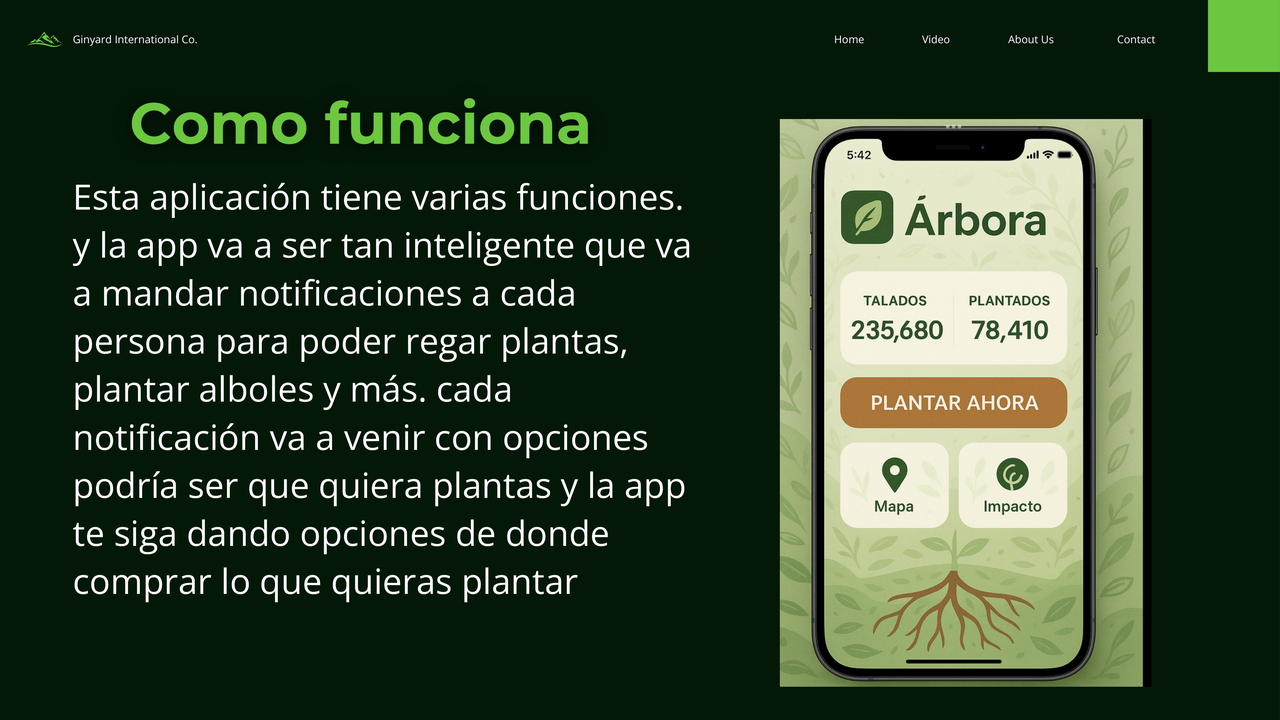 Ginyard International Co.
Home
Video
About Us
Contact
Como funciona
Esta aplicación tiene varias funciones.
y la app va a ser tan inteligente que va
a mandar notificaciones a cada
persona para poder regar plantas,
plantar alboles y más. cada
notificación va a venir con opciones
podría ser que quiera plantas y la app
te siga dando opciones de donde
comprar lo que quieras plantar
5:42
Árbora
TALADOS
PLANTADOS
235,680
78,410
PLANTAR AHORA
Mapa
Impacto